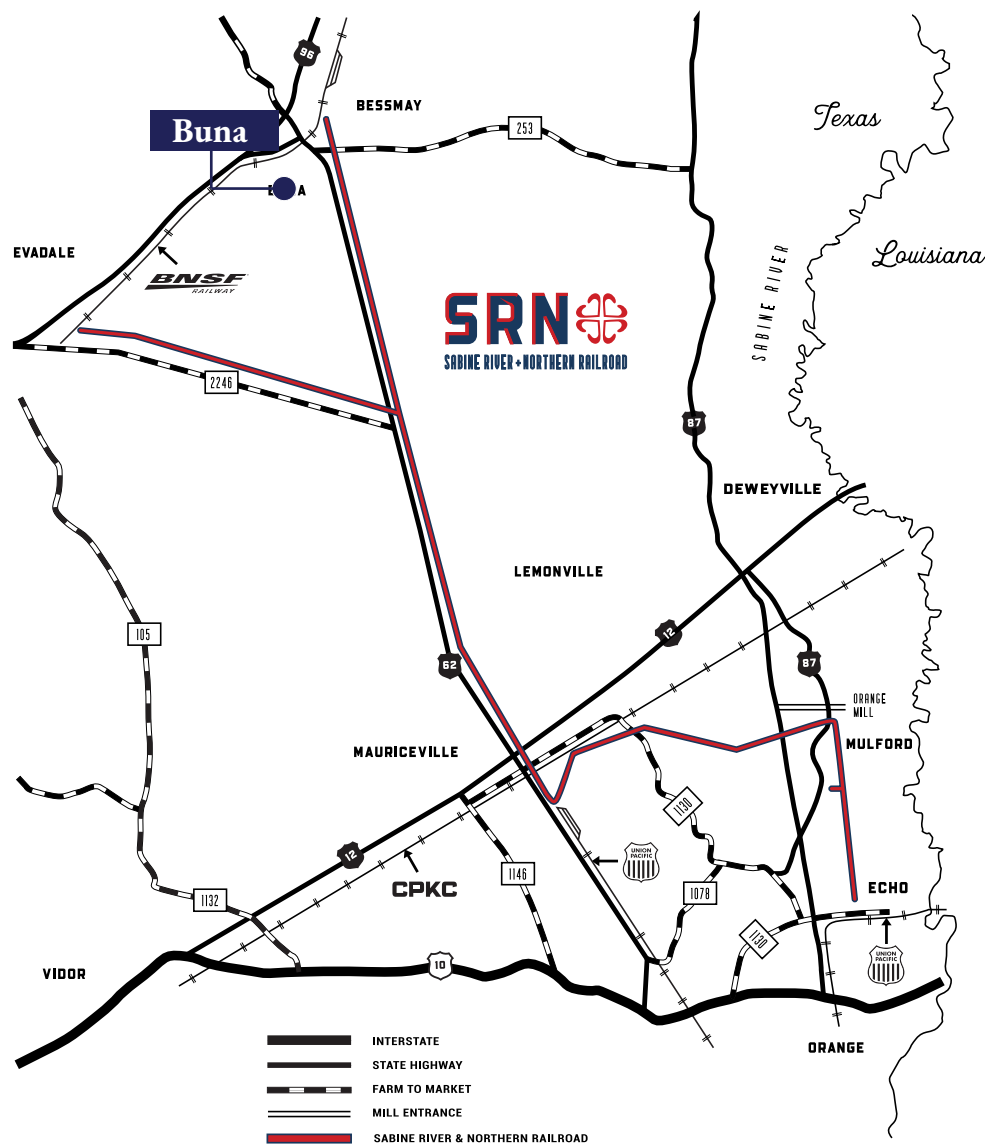 96
BESSMAY
Buna
253
Texas
A
EVADALE
BNSF
RAILWAY
Louisiana
SABINE RIVER
SRN
SABINE RIVER + NORTHERN RAILROAD
2246
87
DEWEYVILLE
LEMONVILLE
105
12
62
87
ORANGE
MILL
MAURICEVILLE
MULFORD
1130
12
UNION
PACIFIC
CPKC
1146
1078
ECHO
1132
1130
UNION
PACIFIC
VIDOR
10
ORANGE
INTERSTATE
STATE HIGHWAY
FARM TO MARKET
MILL ENTRANCE
SABINE RIVER & NORTHERN RAILROAD